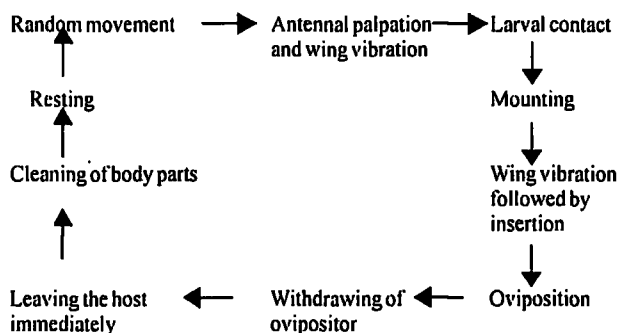 Random movement
Antennal palpation
and wing vibration
Larval contact
Mounting
Wing vibration
followed by
insertion
Oviposition
Withdrawing of
ovipositor
Leaving the host
immediately
Cleaning of body parts
Resting